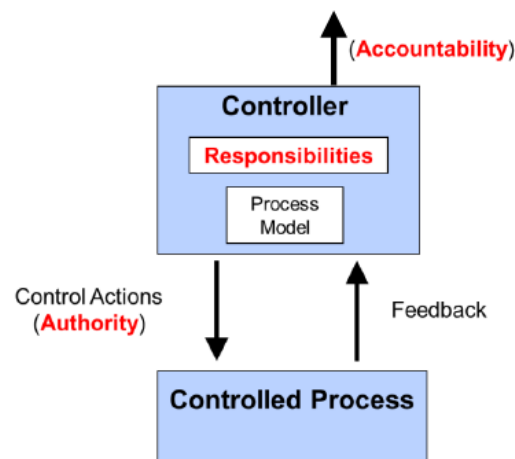 (Accountability)
Controller
Responsibilities
Process
Model
Control Actions
(Authority)
Feedback
Controlled Process